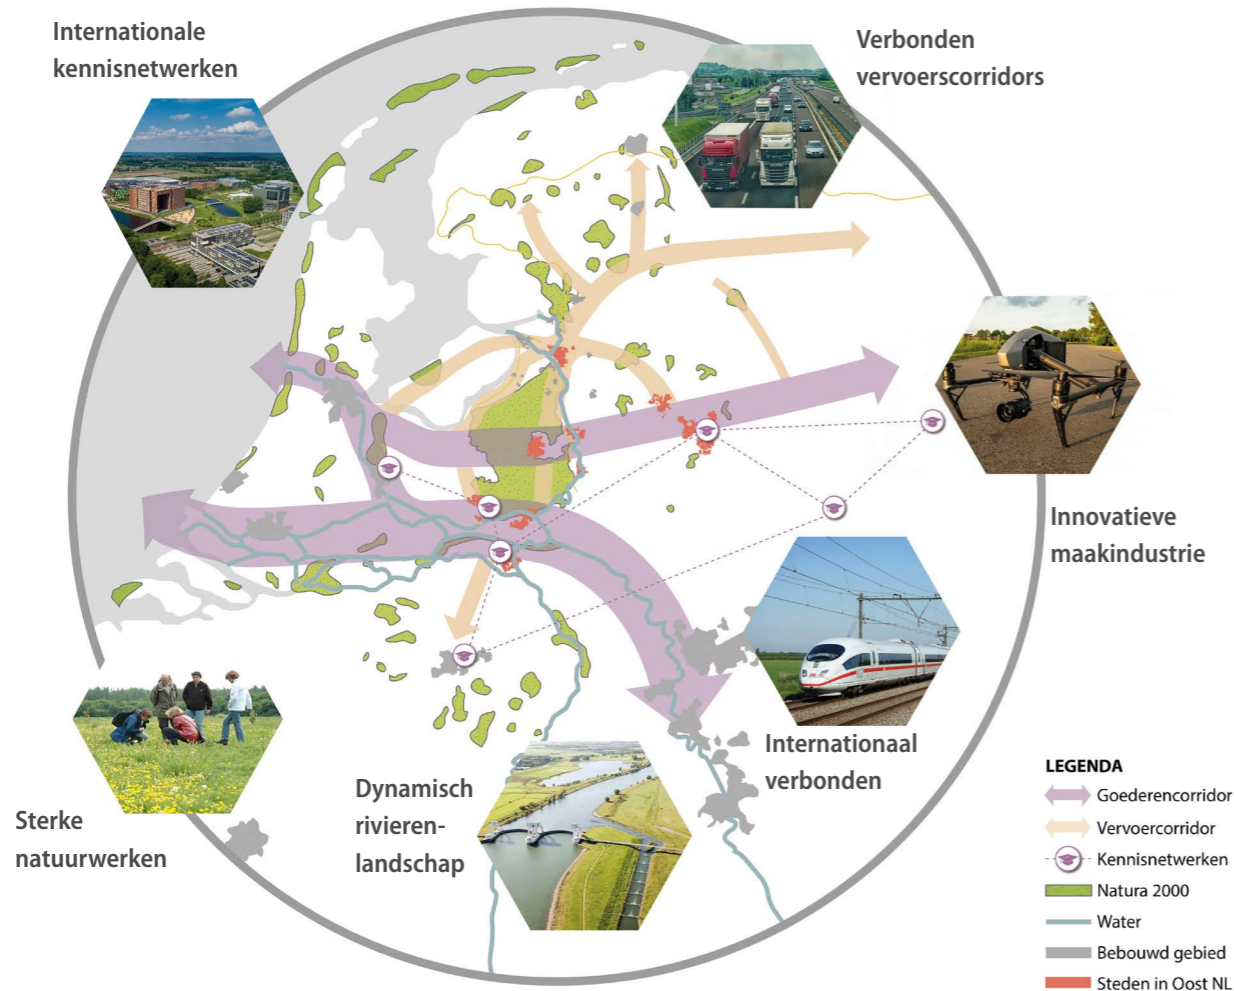 Internationale
kennisnetwerken
Verbonden
vervoerscorridors
Innovatieve
maakindustrie
Internationaal
verbonden
Dynamisch
rivieren-
landschap
Sterke
natuurwerken
LEGENDA
Goederencorridor
Vervoercorridor
Kennisnetwerken
Natura 2000
Water
Bebouwd gebied
Steden in Oost NL